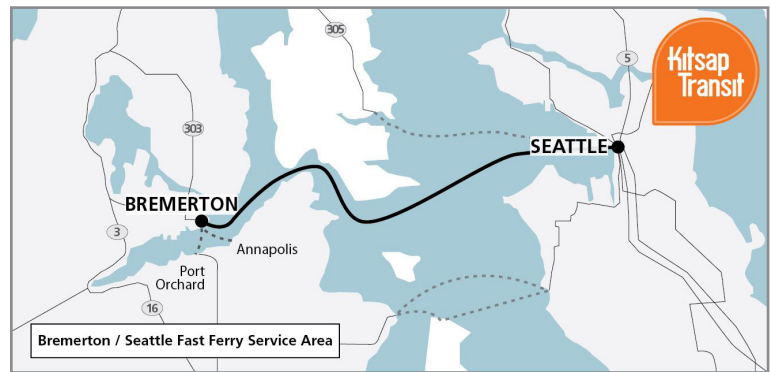 305
5
Kitsap
Transit
303
SEATTLE
BREMERTON
3
Annapolis
Port
Orchard
16
Bremerton / Seattle Fast Ferry Service Area